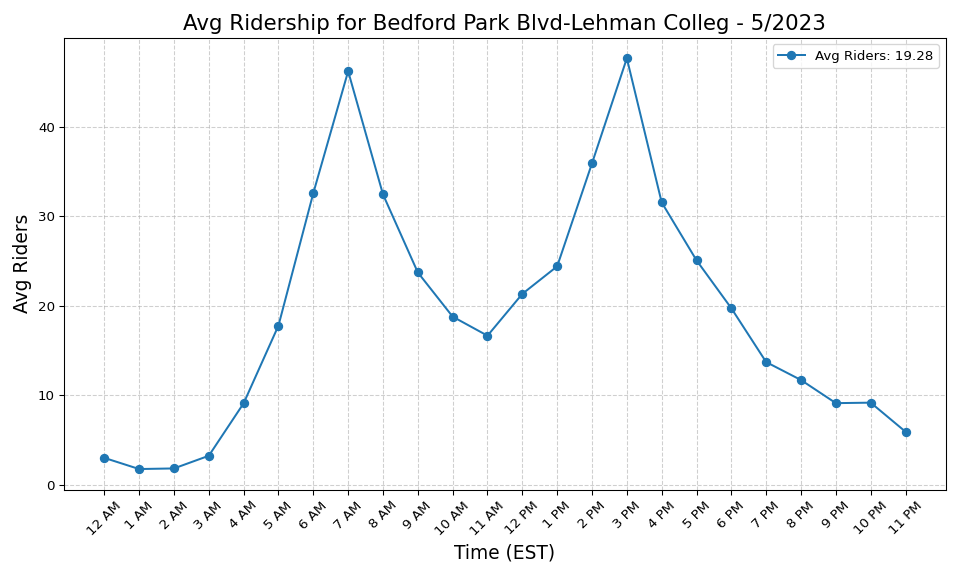 Avg Ridership for Bedford Park Blvd-Lehman Colleg - 5/2023
Avg Riders: 19.28
Avg Riders
40
30
20
10
0
12 AM 1 AM 2 AM 3 AM 4 AM 5 AM 6 AM 7 AM 8 AM 9 AM 10 AM 11 AM 12 PM 1 PM 2 PM 3 PM 4 PM 5 PM 6 PM 7 PM 8 PM 9 PM 10 PM 11 PM
Time (EST)